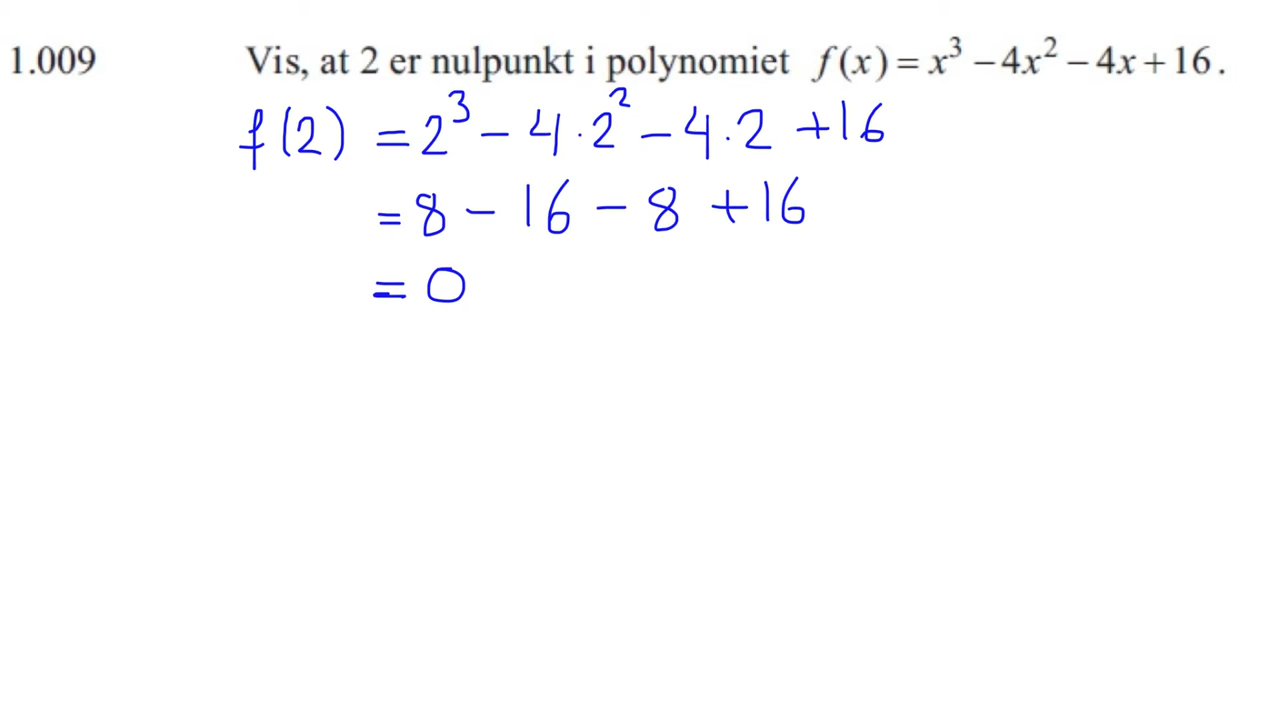 1.009 Vis, at 2 er nulpunkt i polynomiet f(x) = x³ − 4x² − 4x + 16.
f(2) = 2³ − 4·2² − 4·2 + 16
= 8 − 16 − 8 + 16
= 0